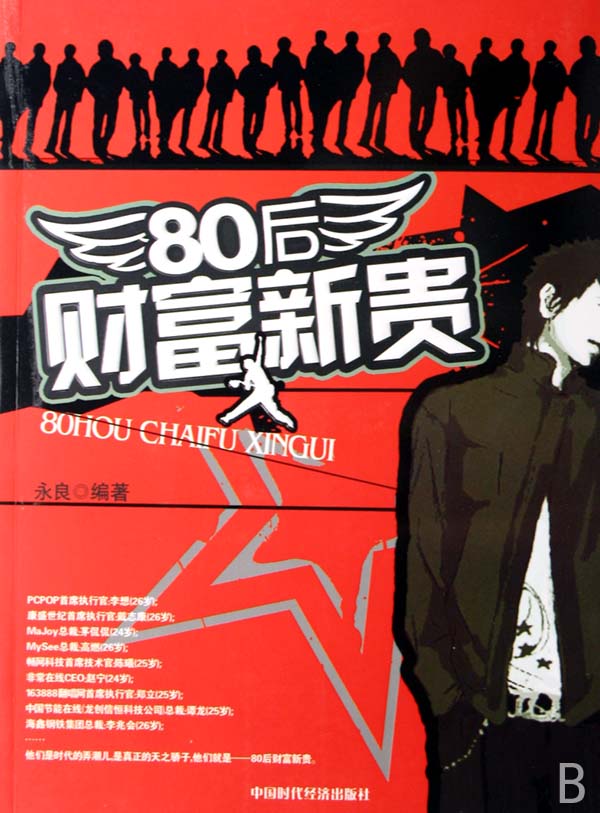 80后
财富新贵
80HOU CHAIFU XINGUI
永良◎编著
PCPOP首席执行官:李想(26岁);
康盛世纪首席执行官:戴志康(26岁);
MaJoy总裁:茅侃侃(24岁);
MySee总裁:高燃(26岁);
畅网科技首席技术官陈曦(25岁);
非常在线CEO:赵宁(24岁);
163888翻唱网首席执行官:郑立(25岁);
中国节能在线(龙创信恒科技公司)总裁:谭龙(25岁);
海鑫钢铁集团总裁:李兆会(26岁);
……
他们是时代的弄潮儿,是真正的天之骄子,他们就是——80后财富新贵。
中国时代经济出版社
B